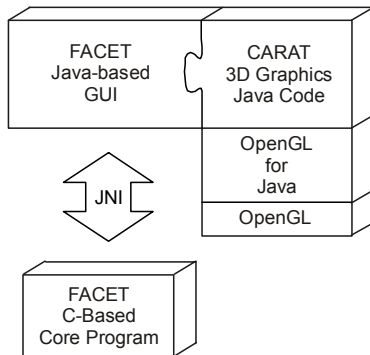 FACET
Java-based
GUI
CARAT
3D Graphics
Java Code
OpenGL
for
Java
JNI
OpenGL
FACET
C-Based
Core Program